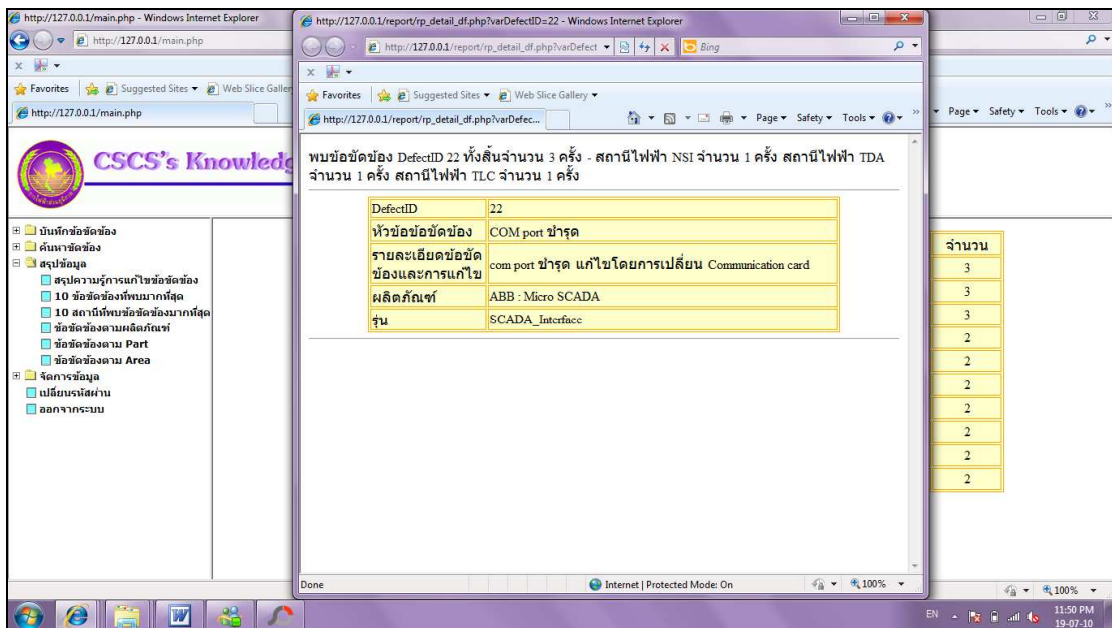 http://127.0.0.1/main.php - Windows Internet Explorer
http://127.0.0.1/main.php
Favorites Suggested Sites Web Slice Galler
http://127.0.0.1/main.php
Page Safety Tools
CSCS's Knowledg
บันทึกข้อขัดข้อง
ค้นหาขัดข้อง
สรุปข้อมูล
สรุปความรู้การแก้ไขข้อขัดข้อง
10 ข้อขัดข้องที่พบมากที่สุด
10 สถานีที่พบข้อขัดข้องมากที่สุด
ข้อขัดข้องตามผลิตภัณฑ์
ข้อขัดข้องตาม Part
ข้อขัดข้องตาม Area
จัดการข้อมูล
เปลี่ยนรหัสผ่าน
ออกจากระบบ
http://127.0.0.1/report/rp_detail_df.php?varDefectID=22 - Windows Internet Explorer
http://127.0.0.1/report/rp_detail_df.php?varDefect
Bing
Favorites Suggested Sites Web Slice Gallery
http://127.0.0.1/report/rp_detail_df.php?varDefec...
Page Safety Tools
พบข้อขัดข้อง DefectID 22 ทั้งสิ้นจำนวน 3 ครั้ง - สถานีไฟฟ้า NSI จำนวน 1 ครั้ง สถานีไฟฟ้า TDA
จำนวน 1 ครั้ง สถานีไฟฟ้า TLC จำนวน 1 ครั้ง
DefectID 22
หัวข้อข้อขัดข้อง COM port ชำรุด
รายละเอียดข้อขัด
ข้องและการแก้ไข com port ชำรุด แก้ไขโดยการเปลี่ยน Communication card
ผลิตภัณฑ์ ABB : Micro SCADA
รุ่น SCADA_Interface
Done Internet | Protected Mode: On 100%
จำนวน
3
3
3
2
2
2
2
2
2
2
100%
EN 11:50 PM
19-07-10